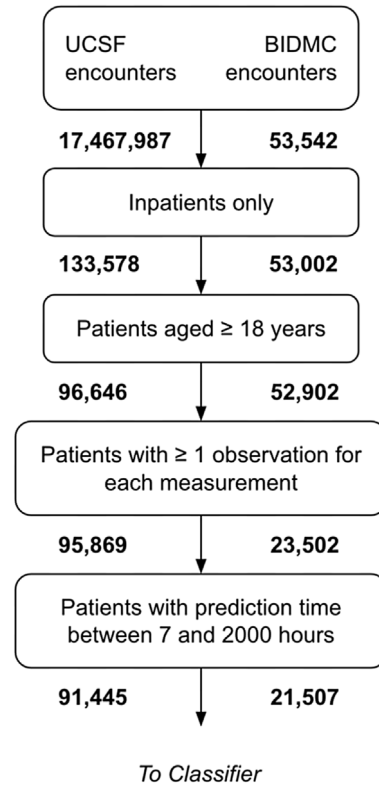 UCSF BIDMC
encounters encounters
17,467,987 53,542
Inpatients only
133,578 53,002
Patients aged ≥ 18 years
96,646 52,902
Patients with ≥ 1 observation for
each measurement
95,869 23,502
Patients with prediction time
between 7 and 2000 hours
91,445 21,507
To Classifier